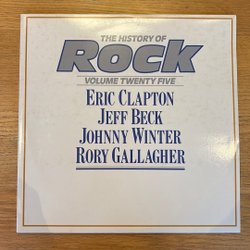 THE HISTORY OF
Rock
VOLUME TWENTY FIVE
ERIC CLAPTON
JEFF BECK
JOHNNY WINTER
RORY GALLAGHER